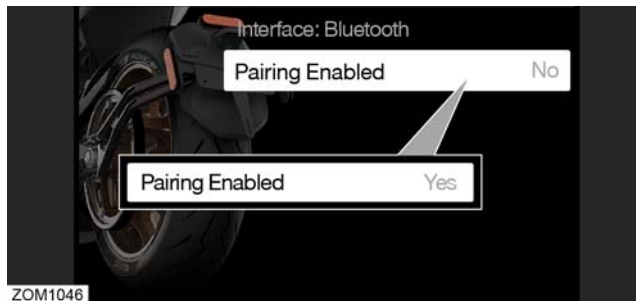 Interface: Bluetooth
Pairing Enabled No
Pairing Enabled Yes
ZOM1046